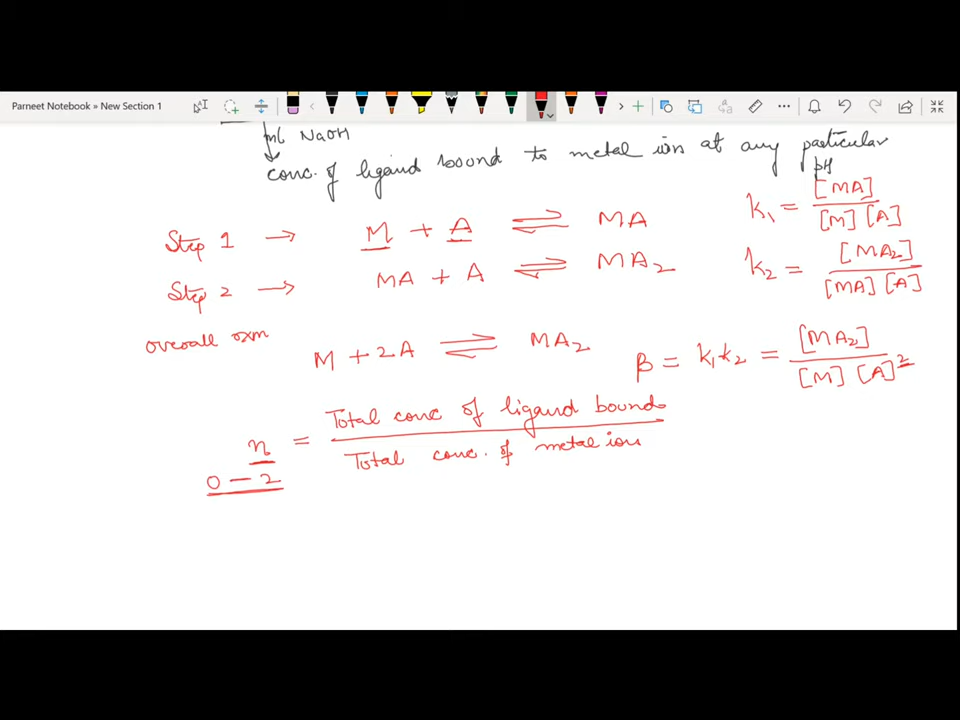 Parneet Notebook » New Section 1
ml NaOH
conc. of ligand bound to metal ion at any particular pH
Step 1 → M + A ⇌ MA k₁ = [MA] / [M] [A]
Step 2 → MA + A ⇌ MA₂ k₂ = [MA₂] / [MA] [A]
overall rxn
M + 2A ⇌ MA₂ β = k₁k₂ = [MA₂] / [M] [A]²
n = Total conc of ligand bound / Total conc. of metal ion
0 – 2